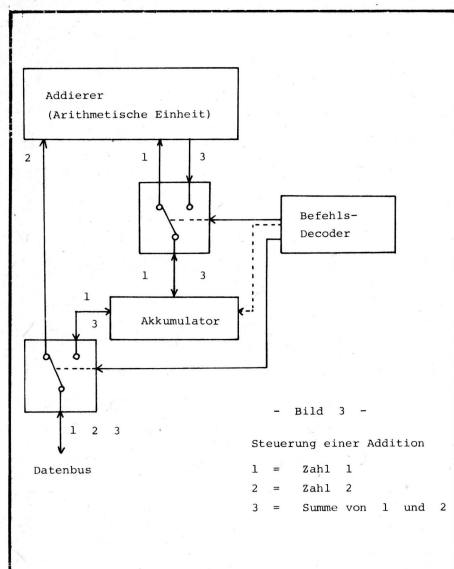 Addierer
(Arithmetische Einheit)
2
1
3
Befehls-
Decoder
1
3
1
3
Akkumulator
1 2 3
Datenbus
- Bild 3 -
Steuerung einer Addition
1 = Zahl 1
2 = Zahl 2
3 = Summe von 1 und 2